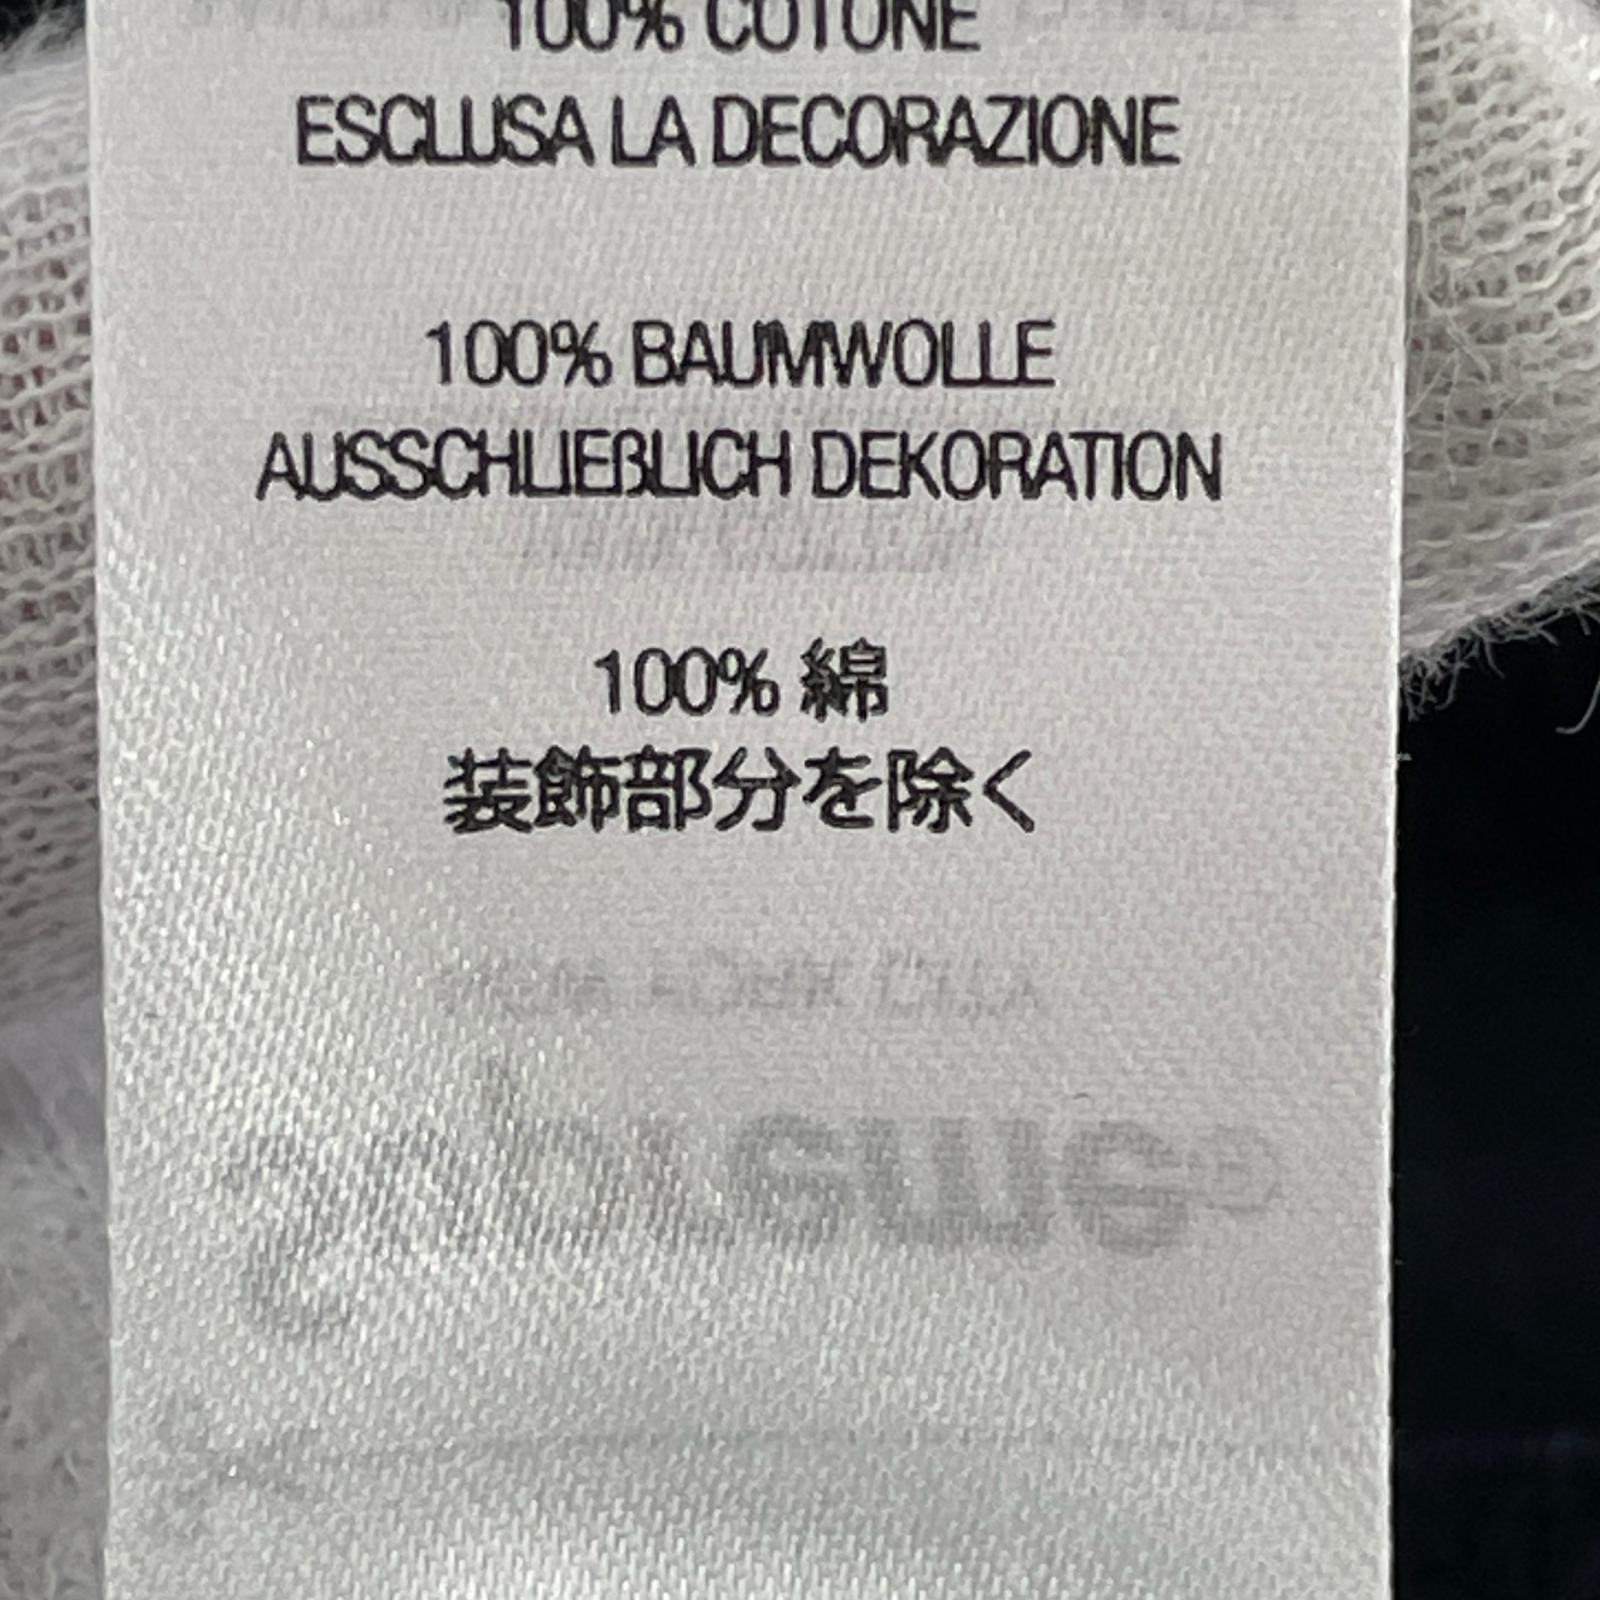 100% COTONE
ESCLUSA LA DECORAZIONE
100% BAUMWOLLE
AUSSCHLIEßLICH DEKORATION
100% 綿
装飾部分を除く